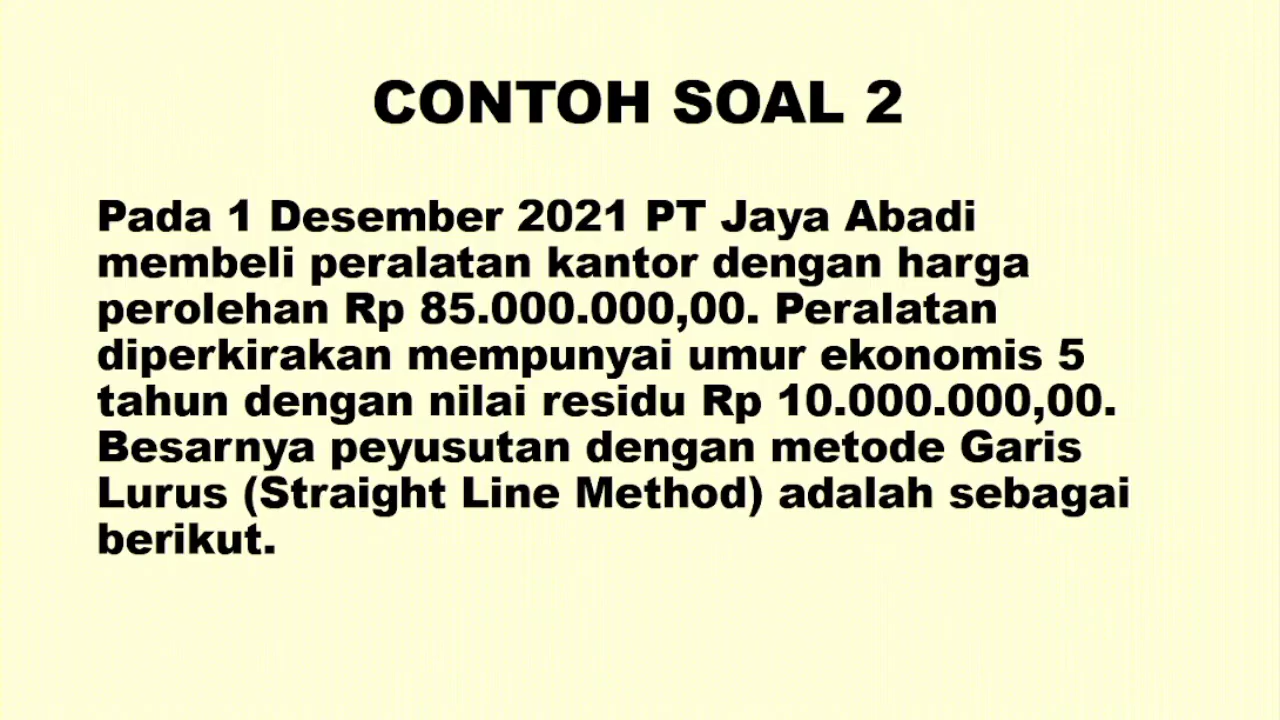 CONTOH SOAL 2
Pada 1 Desember 2021 PT Jaya Abadi
membeli peralatan kantor dengan harga
perolehan Rp 85.000.000,00. Peralatan
diperkirakan mempunyai umur ekonomis 5
tahun dengan nilai residu Rp 10.000.000,00.
Besarnya peyusutan dengan metode Garis
Lurus (Straight Line Method) adalah sebagai
berikut.